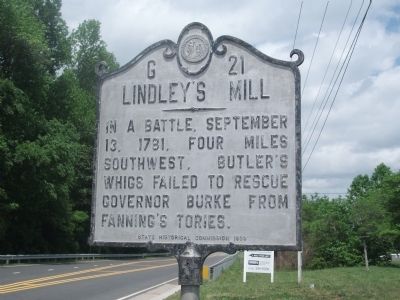 G 21
LINDLEY'S MILL
IN A BATTLE, SEPTEMBER
13, 1781, FOUR MILES
SOUTHWEST, BUTLER'S
WHIGS FAILED TO RESCUE
GOVERNOR BURKE FROM
FANNING'S TORIES.
STATE HISTORICAL COMMISSION